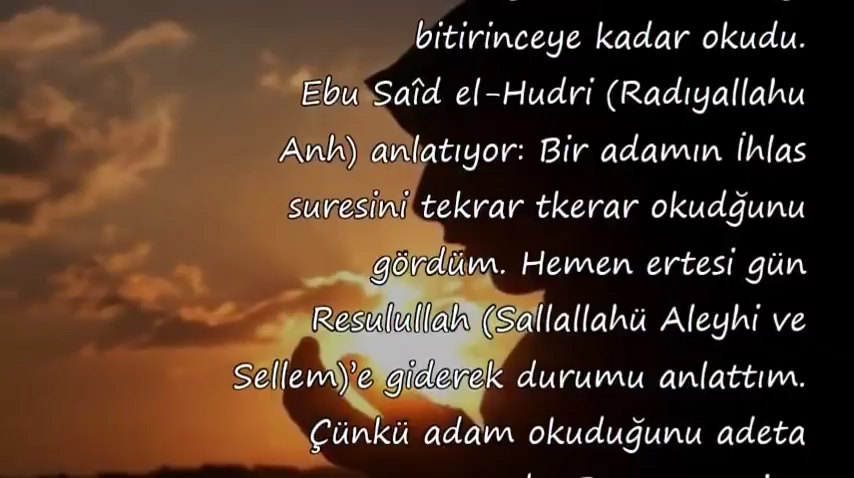 bitirinceye kadar okudu.
Ebu Saîd el-Hudri (Radıyallahu
Anh) anlatıyor: Bir adamın İhlas
suresini tekrar tkerar okudğunu
gördüm. Hemen ertesi gün
Resulullah (Sallallahü Aleyhi ve
Sellem)'e giderek durumu anlattım.
Çünkü adam okuduğunu adeta